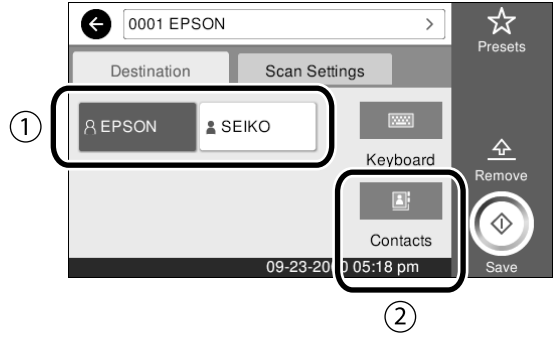 0001 EPSON
Presets
Destination
Scan Settings
①
EPSON
SEIKO
Keyboard
Remove
Contacts
09-23-20 0 05:18 pm
Save
②